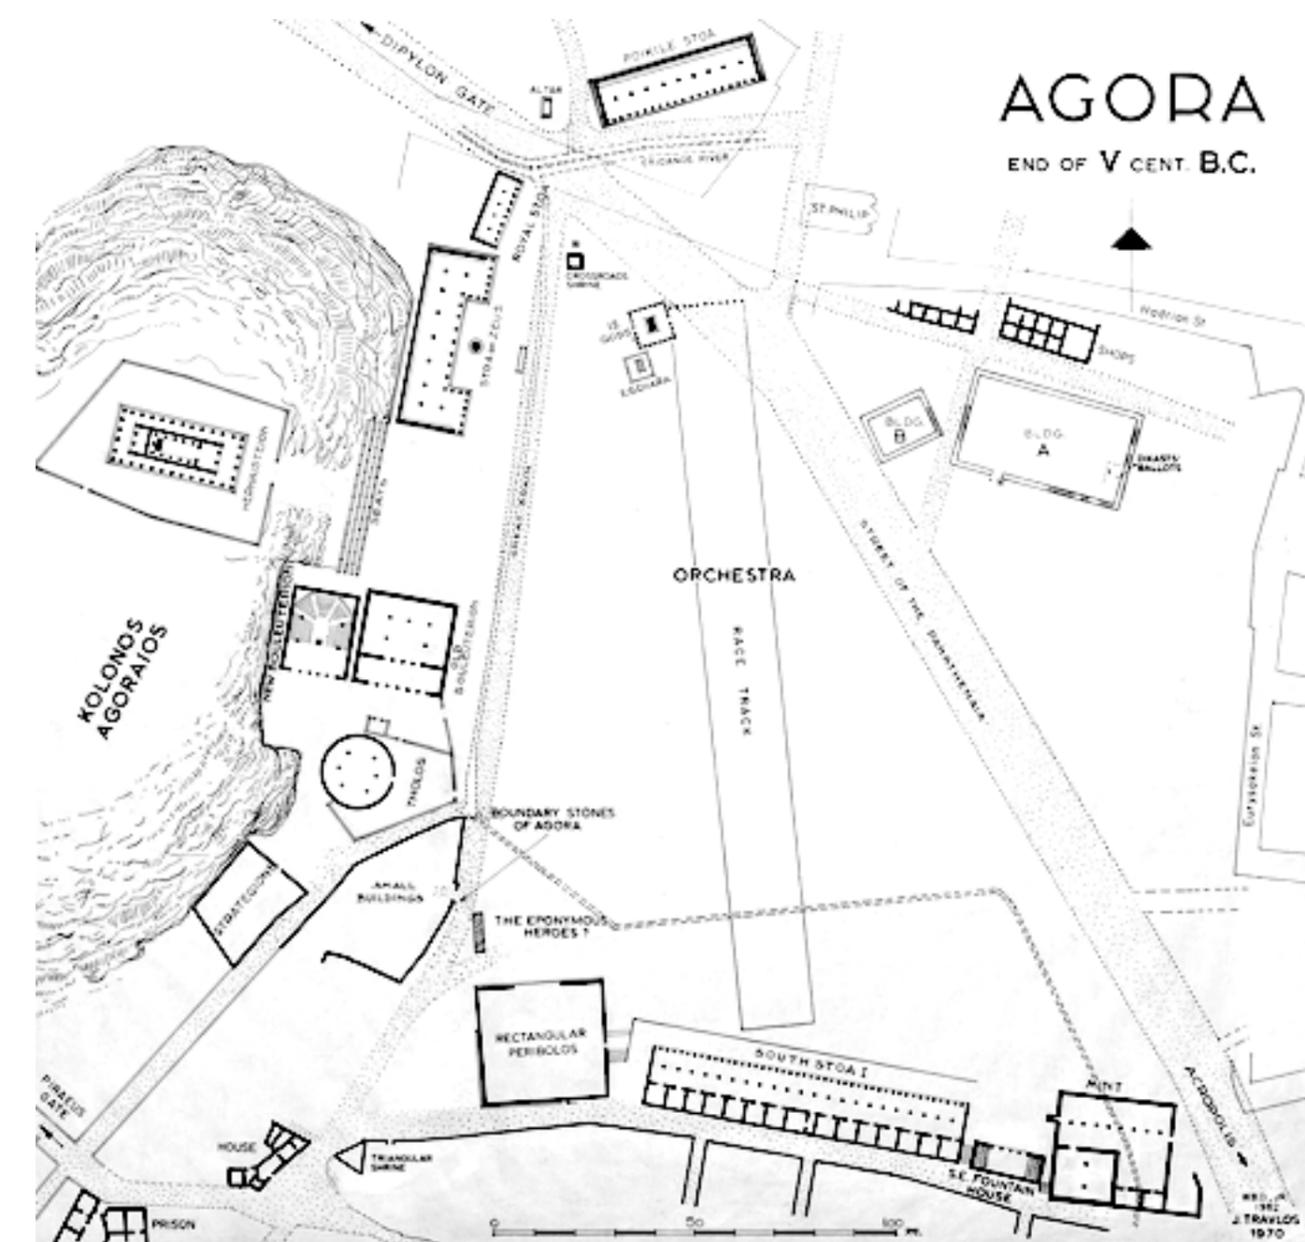 AGORA
END OF V CENT. B.C.
DIPYLON GATE
POIKILE STOA
ALTAR
ERIDANOS RIVER
ROYAL STOA
ST. PHILIP
CROSSROADS
SHRINE
12
GODS
ESCHARA
STOA OF ZEUS
Hadrian St.
SHOPS
BLDG.
B
BLDG.
A
DIKASTS'
BALLOTS
HEPHAISTEION
SEATS
GREAT DRAIN
STREET OF THE PANATHENAIA
ORCHESTRA
RACE TRACK
KOLONOS
AGORAIOS
NEW BOULEUTERION
OLD
BOULEUTERION
THOLOS
BOUNDARY STONES
OF AGORA
Eurysakeion St.
STRATEGEION
SMALL
BUILDINGS
THE EPONYMOUS
HEROES ?
RECTANGULAR
PERIBOLOS
SOUTH STOA I
MINT
ACROPOLIS
PIRAEUS
GATE
HOUSE
TRIANGULAR
SHRINE
S.E. FOUNTAIN
HOUSE
PRISON
0 50 100
J. TRAVLOS
1970